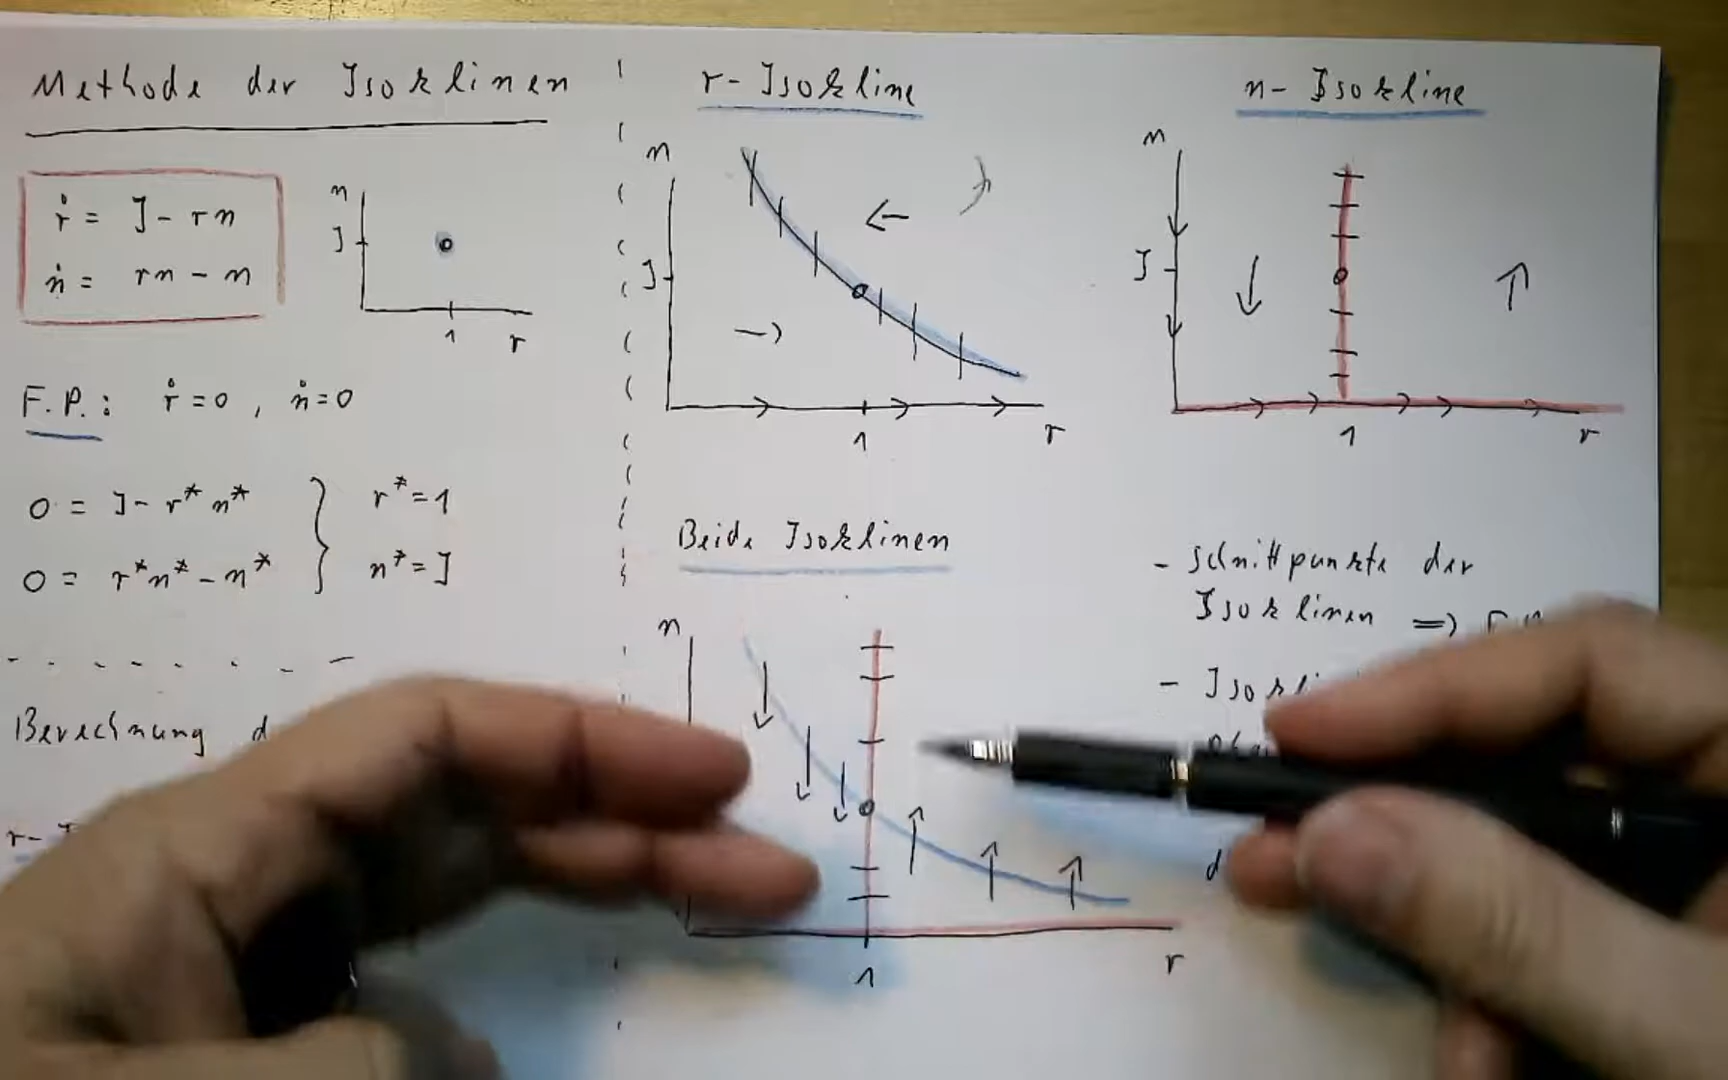 Methode der Isoklinen
ṙ = J - rn
ṅ = rn - n
n
J
1
r
F.P.: ṙ = 0 , ṅ = 0
0 = J - r* n*
0 = r* n* - n*
r* = 1
n* = J
Berechnung d
r-
r-Isokline
n
J
1
r
n-Isokline
n
J
1
r
Beide Isoklinen
n
1
r
- Schnittpunkte der
Isoklinen =>
-
d